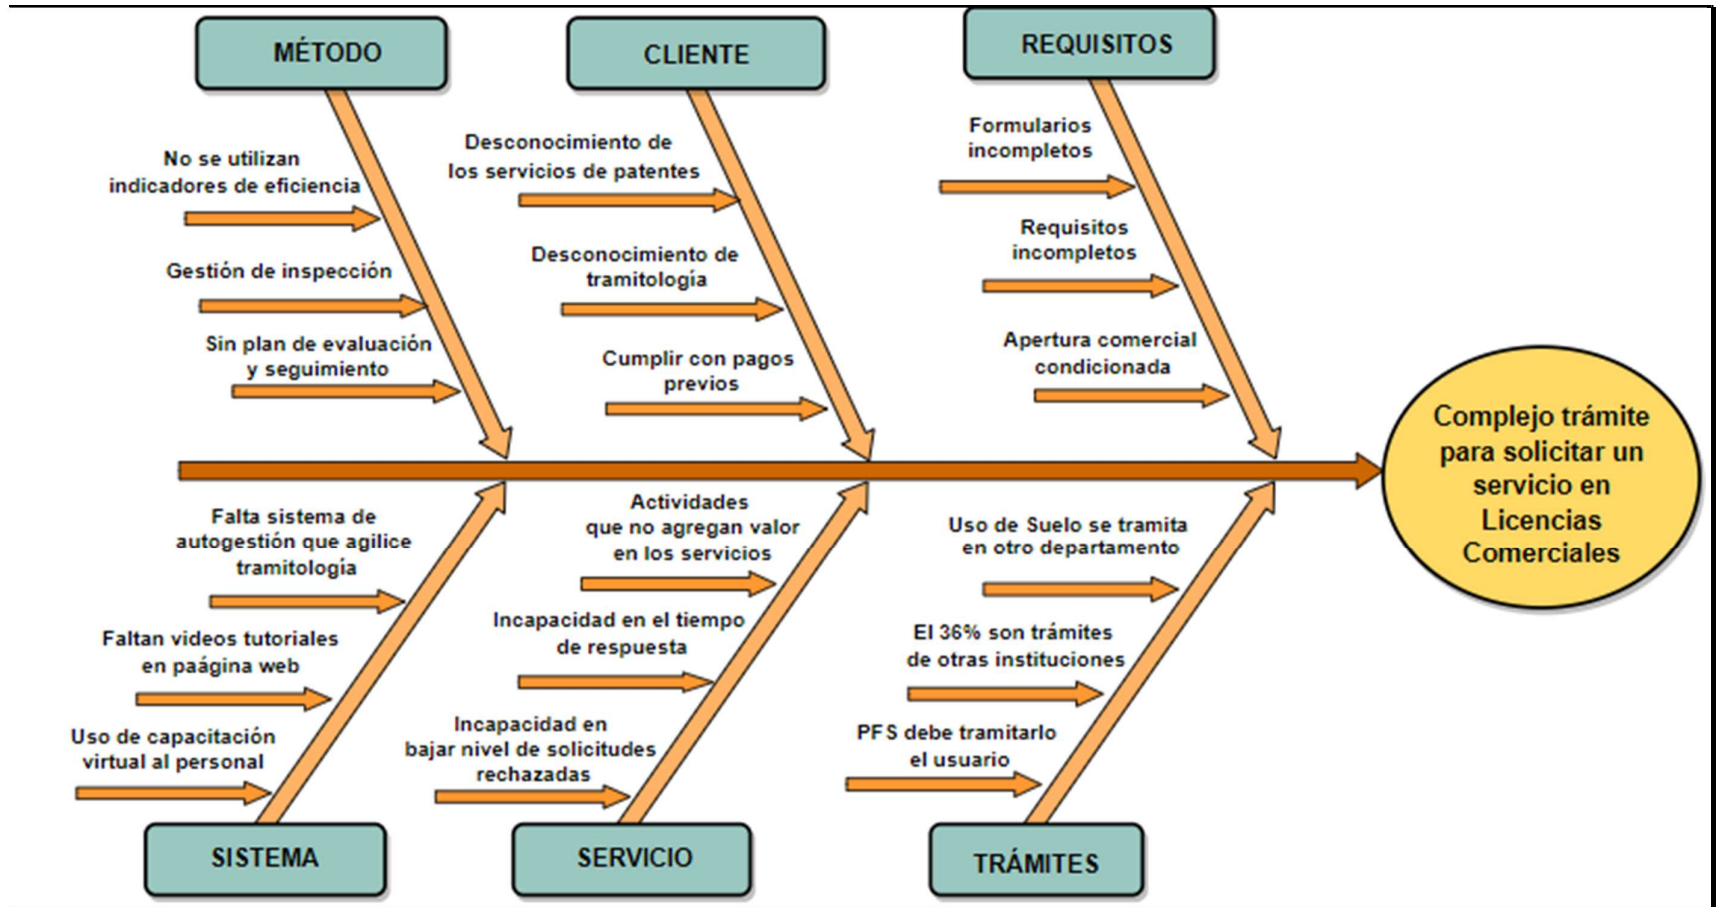 MÉTODO
No se utilizan
indicadores de eficiencia
Gestión de inspección
Sin plan de evaluación
y seguimiento
CLIENTE
Desconocimiento de
los servicios de patentes
Desconocimiento de
tramitología
Cumplir con pagos
previos
REQUISITOS
Formularios
incompletos
Requisitos
incompletos
Apertura comercial
condicionada
Complejo trámite
para solicitar un
servicio en
Licencias
Comerciales
Falta sistema de
autogestión que agilice
tramitología
Faltan videos tutoriales
en paágina web
Uso de capacitación
virtual al personal
SISTEMA
Actividades
que no agregan valor
en los servicios
Incapacidad en el tiempo
de respuesta
Incapacidad en
bajar nivel de solicitudes
rechazadas
SERVICIO
Uso de Suelo se tramita
en otro departamento
El 36% son trámites
de otras instituciones
PFS debe tramitarlo
el usuario
TRÁMITES